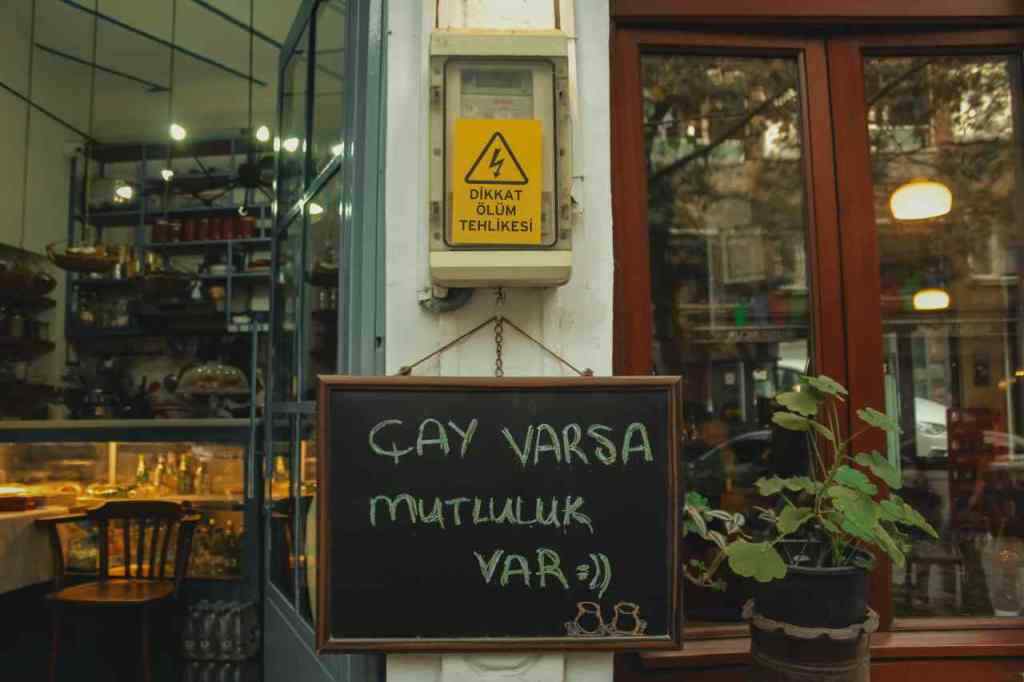 DİKKAT
ÖLÜM
TEHLİKESİ
ÇAY VARSA
MUTLULUK
VAR =))